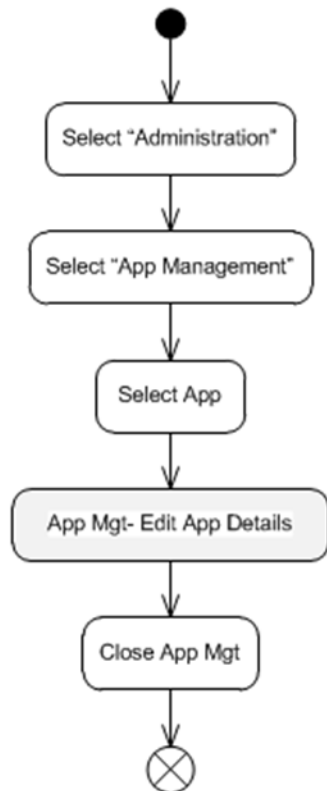 Select “Administration”
Select “App Management”
Select App
App Mgt- Edit App Details
Close App Mgt